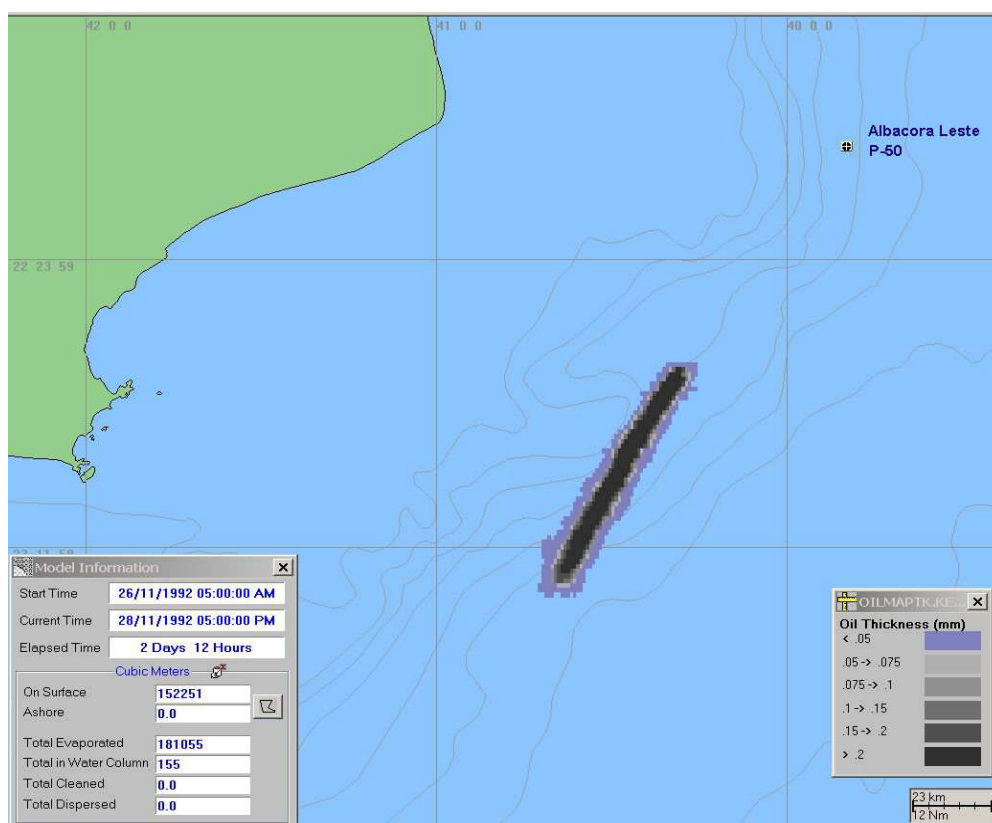 42 0 0
41 0 0
40 0 0
Albacora Leste
P-50
22 23 59
23 11 59
Model Information
Start Time 26/11/1992 05:00:00 AM
Current Time 28/11/1992 05:00:00 PM
Elapsed Time 2 Days 12 Hours
Cubic Meters
On Surface 152251
Ashore 0.0
Total Evaporated 181055
Total in Water Column 155
Total Cleaned 0.0
Total Dispersed 0.0
OILMAPTK.KE...
Oil Thickness (mm)
< .05
.05 -> .075
.075 -> .1
.1 -> .15
.15 -> .2
> .2
23 km
12 Nm